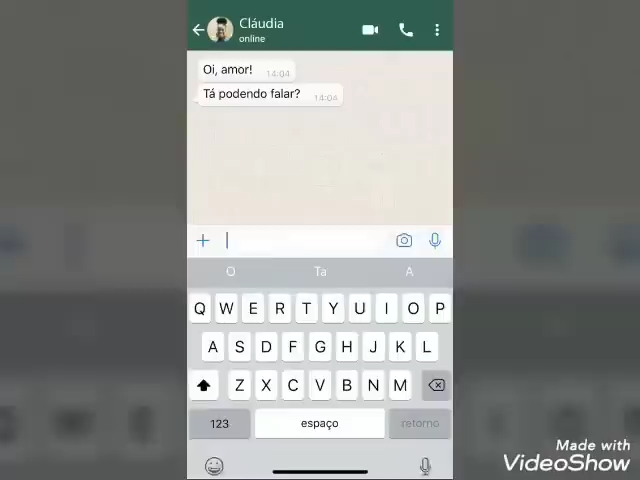 Cláudia
online
Oi, amor!
14:04
Tá podendo falar?
14:04
O Ta A
Q W E R T Y U I O P
A S D F G H J K L
Z X C V B N M
123 espaço retorno
Made with
VideoShow